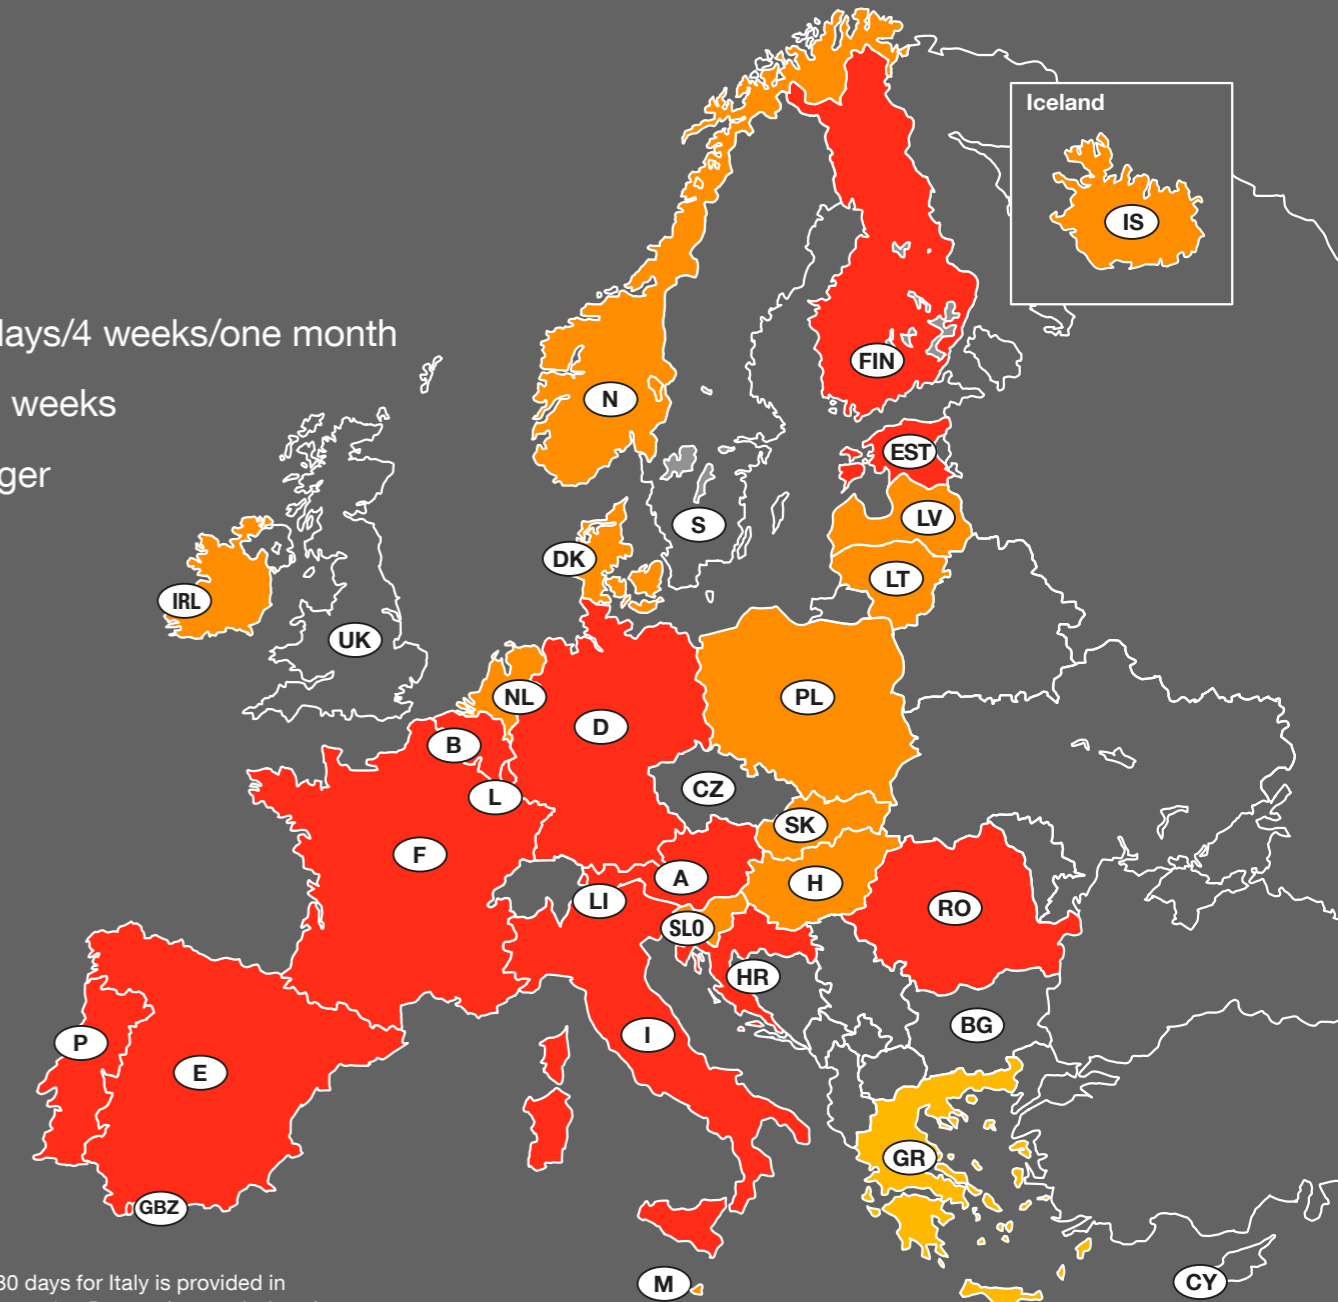 Iceland
IS
days/4 weeks/one month
FIN
weeks
N
EST
ger
LV
S
DK
LT
IRL
UK
NL
PL
D
B
CZ
L
SK
F
A
H
LI
RO
SLO
HR
BG
I
P
E
GR
GBZ
30 days for Italy is provided in
M
CY